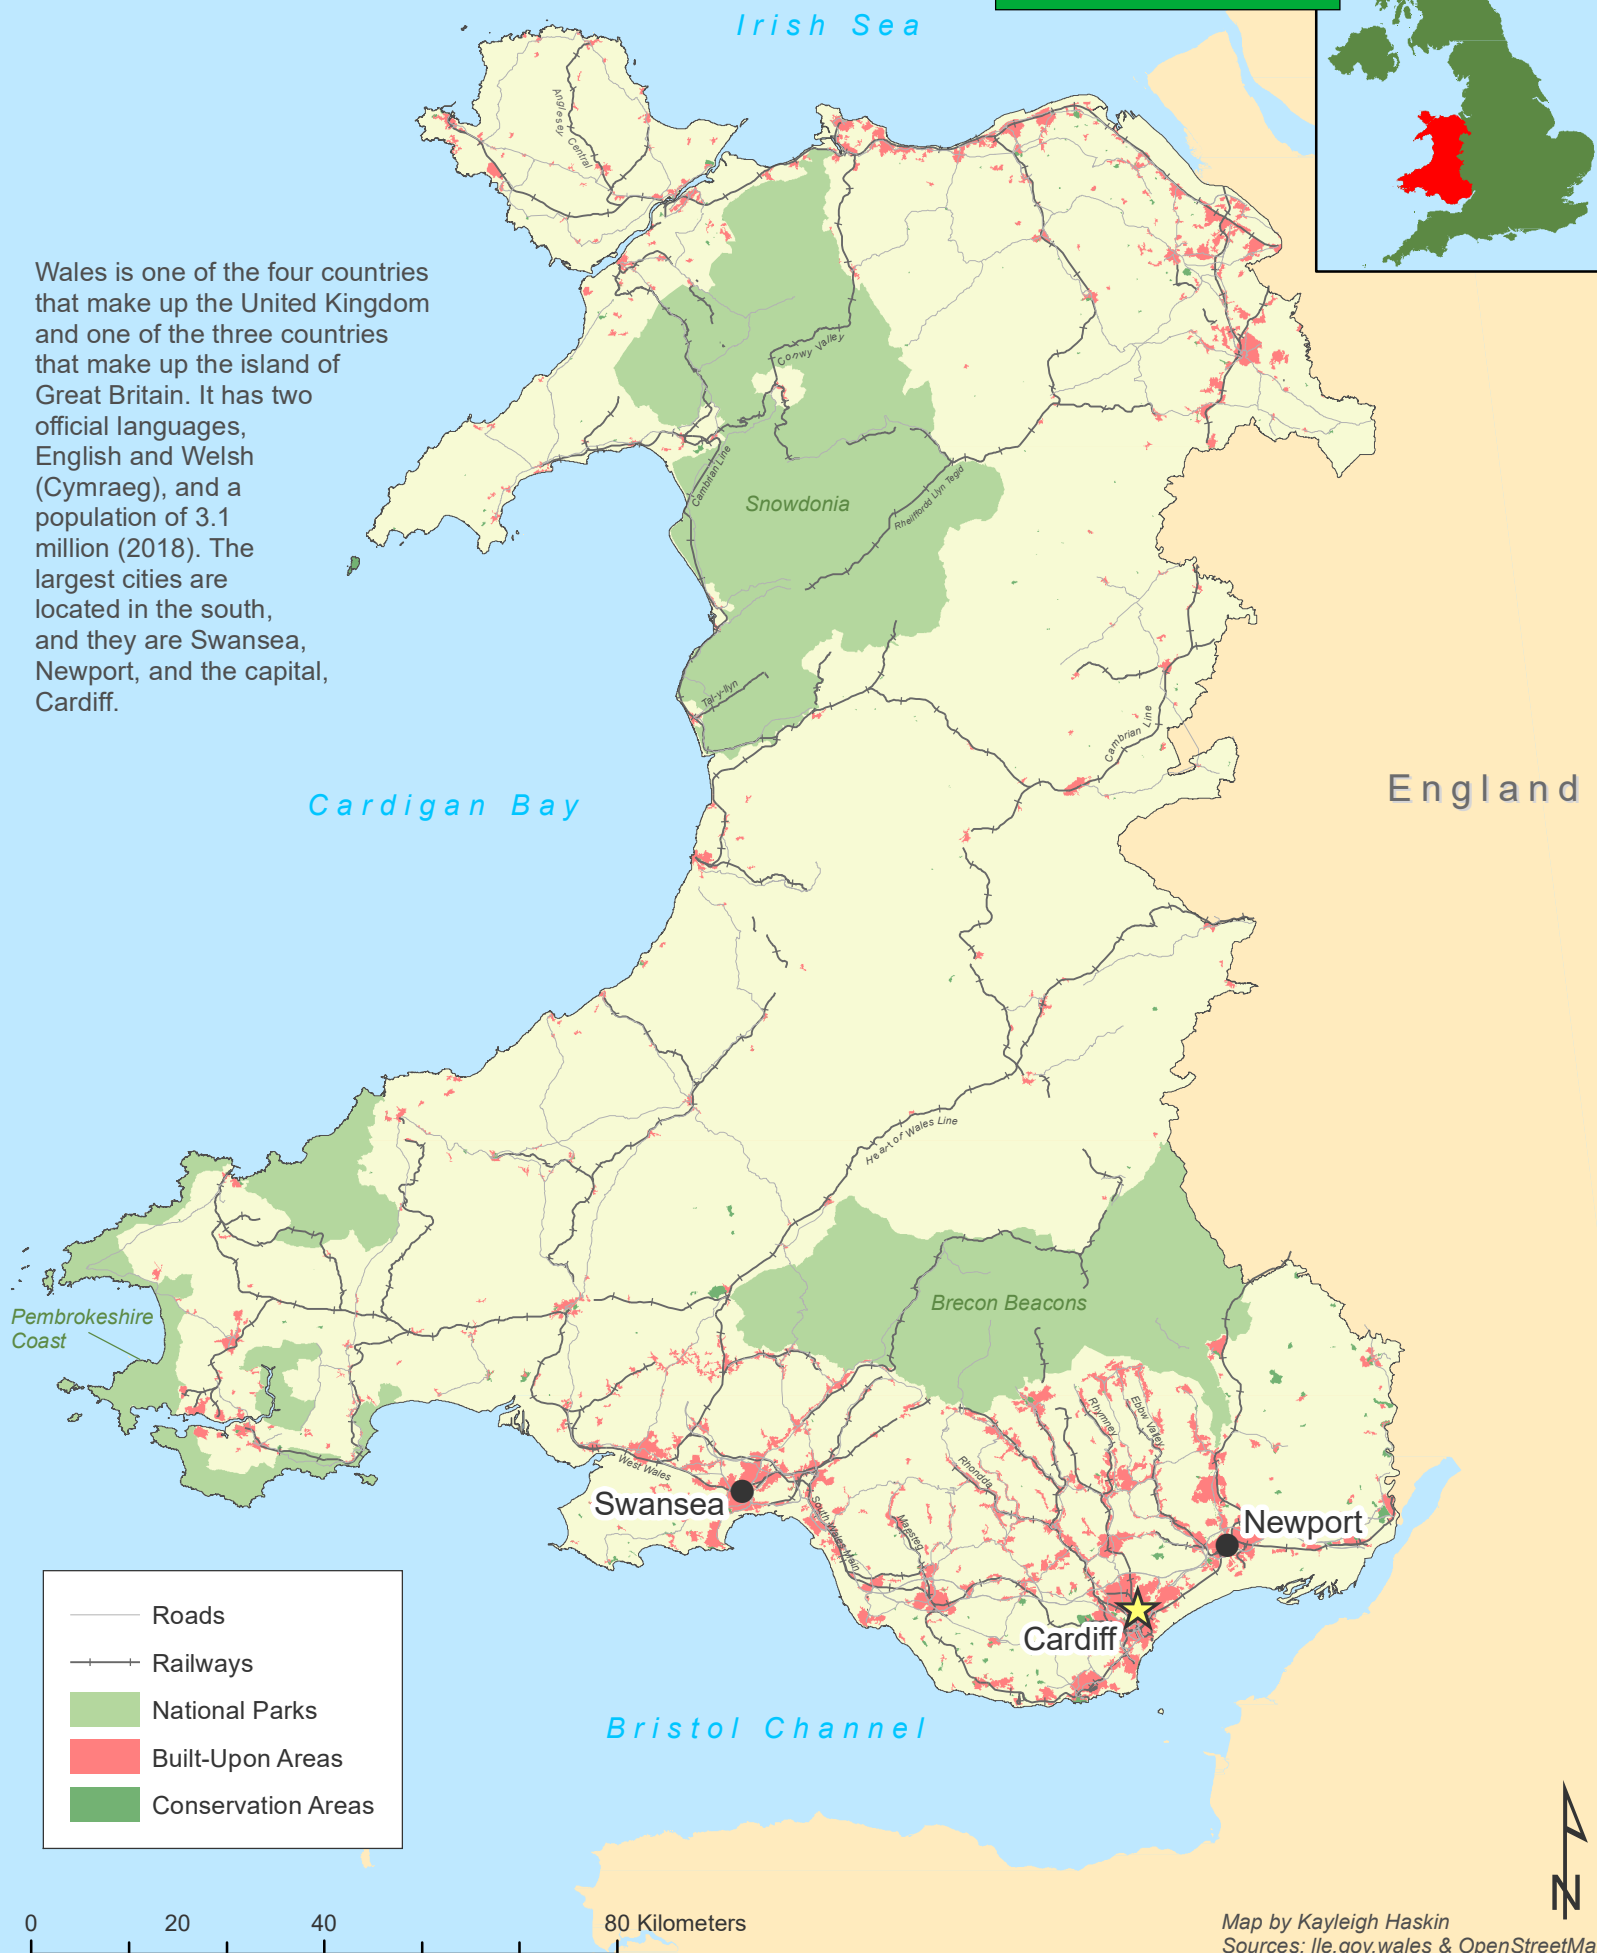 Irish Sea
Anglesey Central
Wales is one of the four countries
that make up the United Kingdom
and one of the three countries
that make up the island of
Great Britain. It has two
official languages,
English and Welsh
(Cymraeg), and a
population of 3.1
million (2018). The
largest cities are
located in the south,
and they are Swansea,
Newport, and the capital,
Cardiff.
Conwy Valley
Cambrian Line
Snowdonia
Rheilffordd Llyn Tegid
Tal-y-llyn
Cambrian Line
England
Cardigan Bay
Heart of Wales Line
Pembrokeshire
Coast
Brecon Beacons
Rhymney
Ebbw Valley
West Wales
Rhondda
Swansea
South Wales Main
Maesteg
Newport
Cardiff
Roads
Railways
National Parks
Built-Upon Areas
Conservation Areas
Bristol Channel
N
0 20 40 80 Kilometers
Map by Kayleigh Haskin
Sources: lle.gov.wales & OpenStreetMa